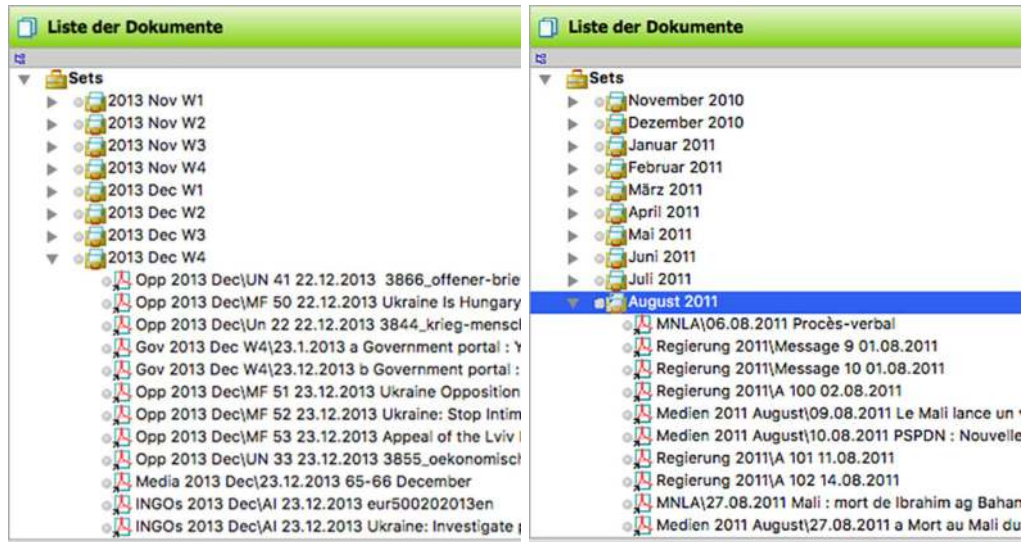 Liste der Dokumente
Sets
2013 Nov W1
2013 Nov W2
2013 Nov W3
2013 Nov W4
2013 Dec W1
2013 Dec W2
2013 Dec W3
2013 Dec W4
Opp 2013 Dec\UN 41 22.12.2013 3866_offener-brie
Opp 2013 Dec\MF 50 22.12.2013 Ukraine Is Hungary
Opp 2013 Dec\Un 22 22.12.2013 3844_krieg-mensch
Gov 2013 Dec W4\23.1.2013 a Government portal : Y
Gov 2013 Dec W4\23.12.2013 b Government portal :
Opp 2013 Dec\MF 51 23.12.2013 Ukraine Opposition
Opp 2013 Dec\MF 52 23.12.2013 Ukraine: Stop Intim
Opp 2013 Dec\MF 53 23.12.2013 Appeal of the Lviv
Opp 2013 Dec\UN 33 23.12.2013 3855_oekonomisch
Media 2013 Dec\23.12.2013 65-66 December
INGOs 2013 Dec\AI 23.12.2013 eur500202013en
INGOs 2013 Dec\AI 23.12.2013 Ukraine: Investigate
Liste der Dokumente
Sets
November 2010
Dezember 2010
Januar 2011
Februar 2011
März 2011
April 2011
Mai 2011
Juni 2011
Juli 2011
August 2011
MNLA\06.08.2011 Procès-verbal
Regierung 2011\Message 9 01.08.2011
Regierung 2011\Message 10 01.08.2011
Regierung 2011\A 100 02.08.2011
Medien 2011 August\09.08.2011 Le Mali lance un
Medien 2011 August\10.08.2011 PSPDN : Nouvelle
Regierung 2011\A 101 11.08.2011
Regierung 2011\A 102 14.08.2011
MNLA\27.08.2011 Mali : mort de Ibrahim ag Bahan
Medien 2011 August\27.08.2011 a Mort au Mali du